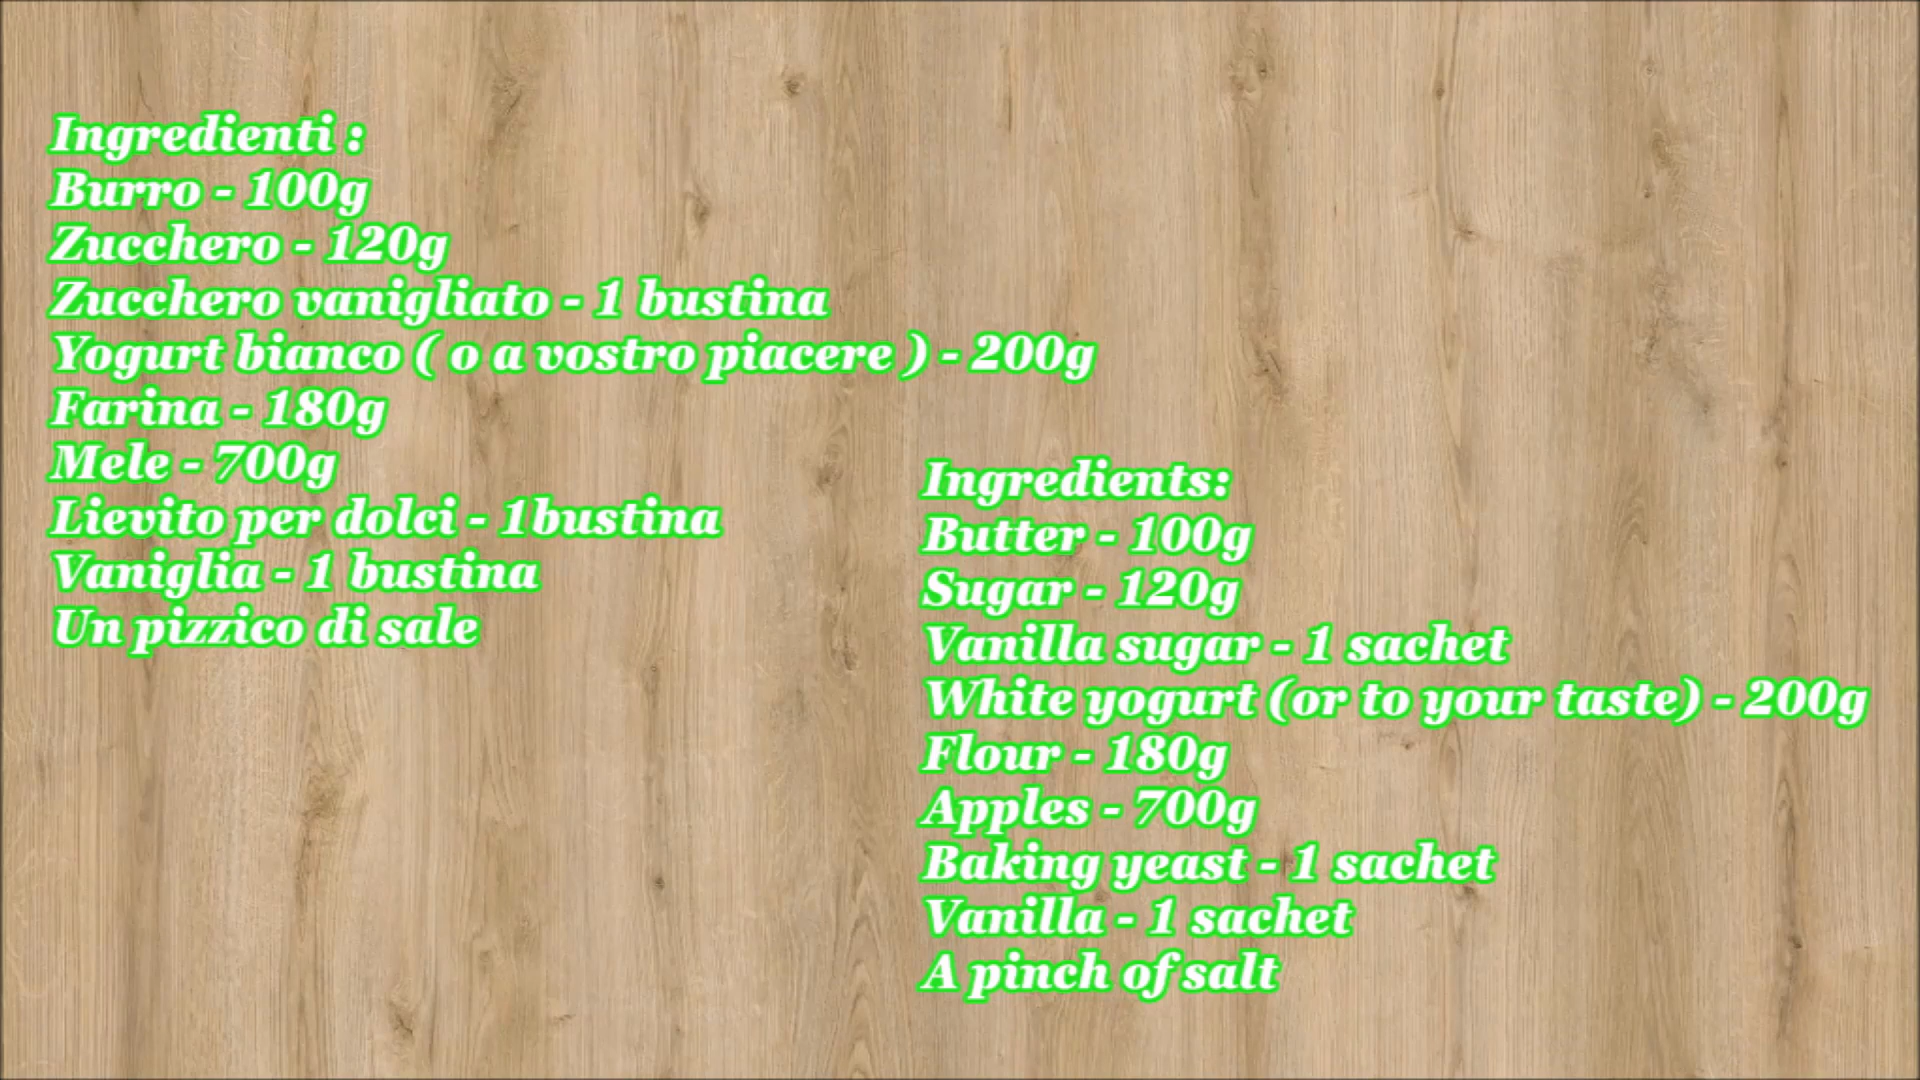 Ingredienti :
Burro - 100g
Zucchero - 120g
Zucchero vanigliato - 1 bustina
Yogurt bianco ( o a vostro piacere ) - 200g
Farina - 180g
Mele - 700g
Lievito per dolci - 1bustina
Vaniglia - 1 bustina
Un pizzico di sale
Ingredients:
Butter - 100g
Sugar - 120g
Vanilla sugar - 1 sachet
White yogurt (or to your taste) - 200g
Flour - 180g
Apples - 700g
Baking yeast - 1 sachet
Vanilla - 1 sachet
A pinch of salt